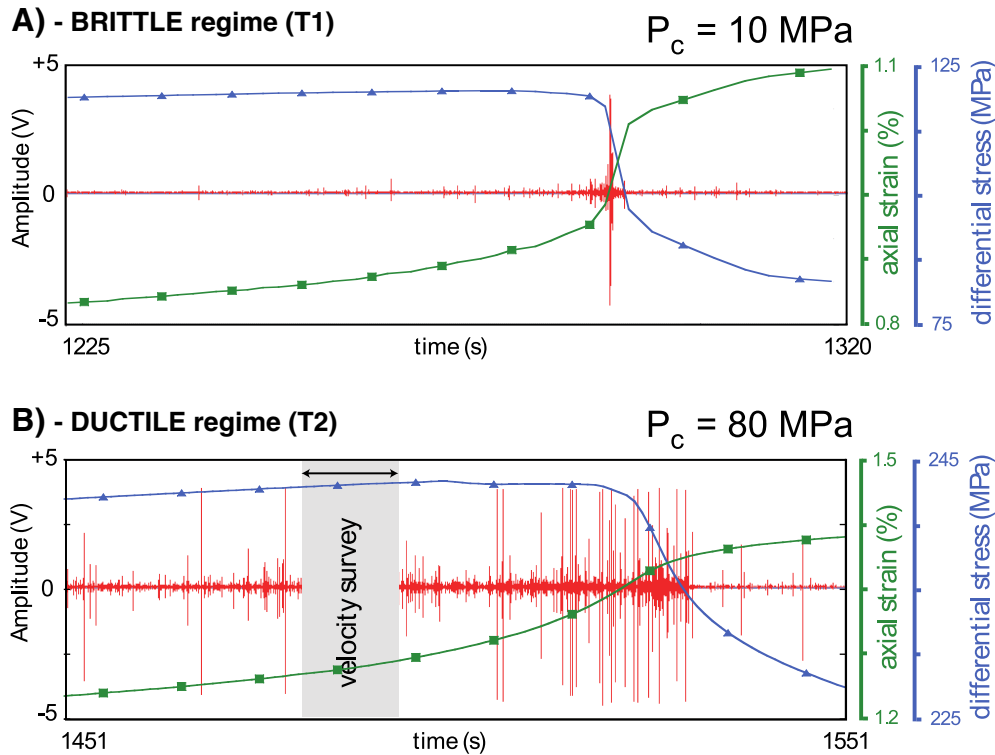 A) - BRITTLE regime (T1)
Pc = 10 MPa
+5
0
-5
Amplitude (V)
1225
time (s)
1320
1.1
0.8
axial strain (%)
125
75
differential stress (MPa)
B) - DUCTILE regime (T2)
Pc = 80 MPa
+5
0
-5
Amplitude (V)
velocity survey
1451
time (s)
1551
1.5
1.2
axial strain (%)
245
225
differential stress (MPa)